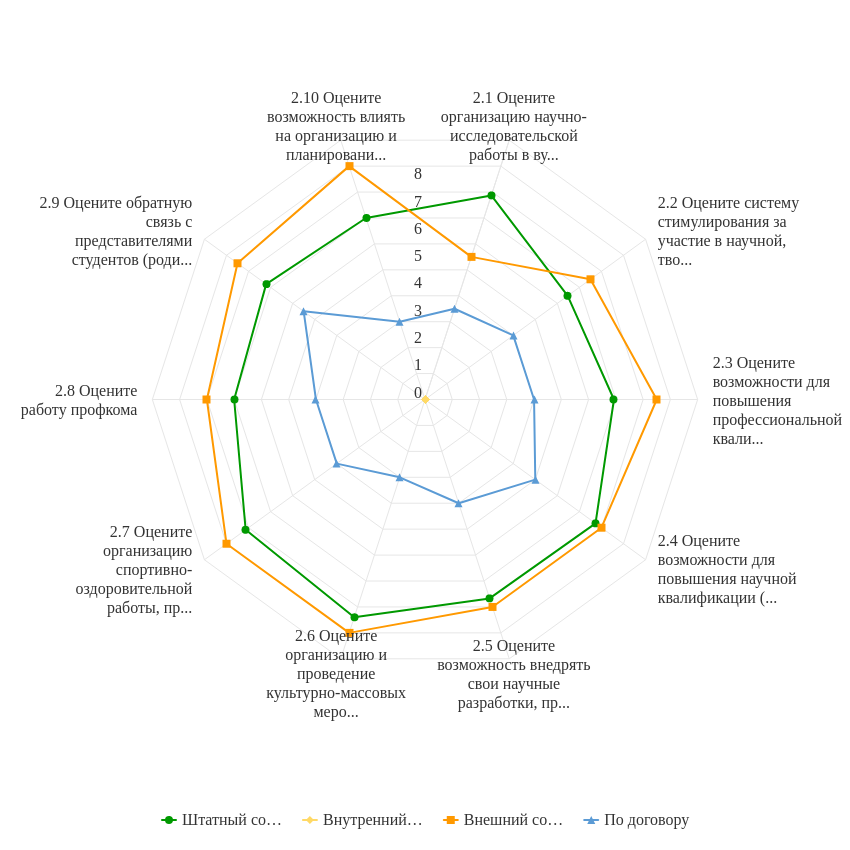 2.10 Оцените
возможность влиять
на организацию и
планировани...
2.1 Оцените
организацию научно-
исследовательской
работы в ву...
2.9 Оцените обратную
связь с
представителями
студентов (роди...
2.2 Оцените систему
стимулирования за
участие в научной,
тво...
8
7
6
5
4
3
2
1
0
2.8 Оцените
работу профкома
2.3 Оцените
возможности для
повышения
профессиональной
квали...
2.7 Оцените
организацию
спортивно-
оздоровительной
работы, пр...
2.4 Оцените
возможности для
повышения научной
квалификации (...
2.6 Оцените
организацию и
проведение
культурно-массовых
меро...
2.5 Оцените
возможность внедрять
свои научные
разработки, пр...
Штатный со… Внутренний… Внешний со… По договору